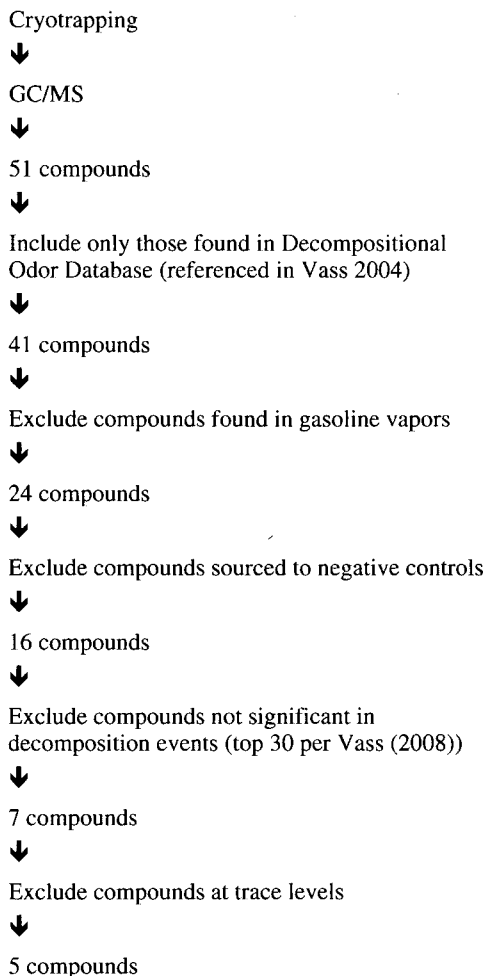 Cryotrapping
↓
GC/MS
↓
51 compounds
↓
Include only those found in Decompositional
Odor Database (referenced in Vass 2004)
↓
41 compounds
↓
Exclude compounds found in gasoline vapors
↓
24 compounds
↓
Exclude compounds sourced to negative controls
↓
16 compounds
↓
Exclude compounds not significant in
decomposition events (top 30 per Vass (2008))
↓
7 compounds
↓
Exclude compounds at trace levels
↓
5 compounds